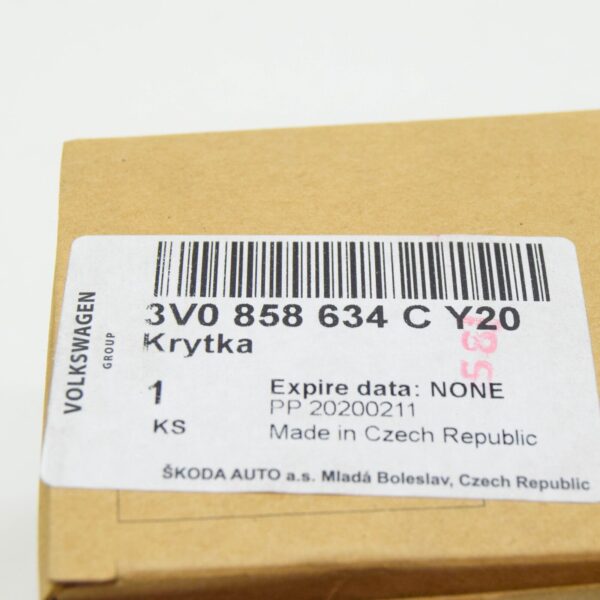 VOLKSWAGEN
GROUP
3V0 858 634 C Y20
Krytka
581
1
KS
Expire data: NONE
PP 20200211
Made in Czech Republic
ŠKODA AUTO a.s. Mladá Boleslav, Czech Republic